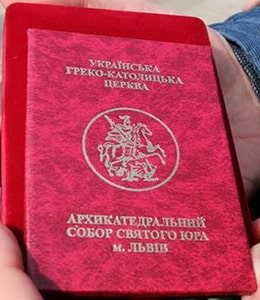 УКРАЇНСЬКА
ГРЕКО-КАТОЛИЦЬКА
ЦЕРКВА
АРХИКАТЕДРАЛЬНИЙ
СОБОР СВЯТОГО ЮРА
м. ЛЬВІВ